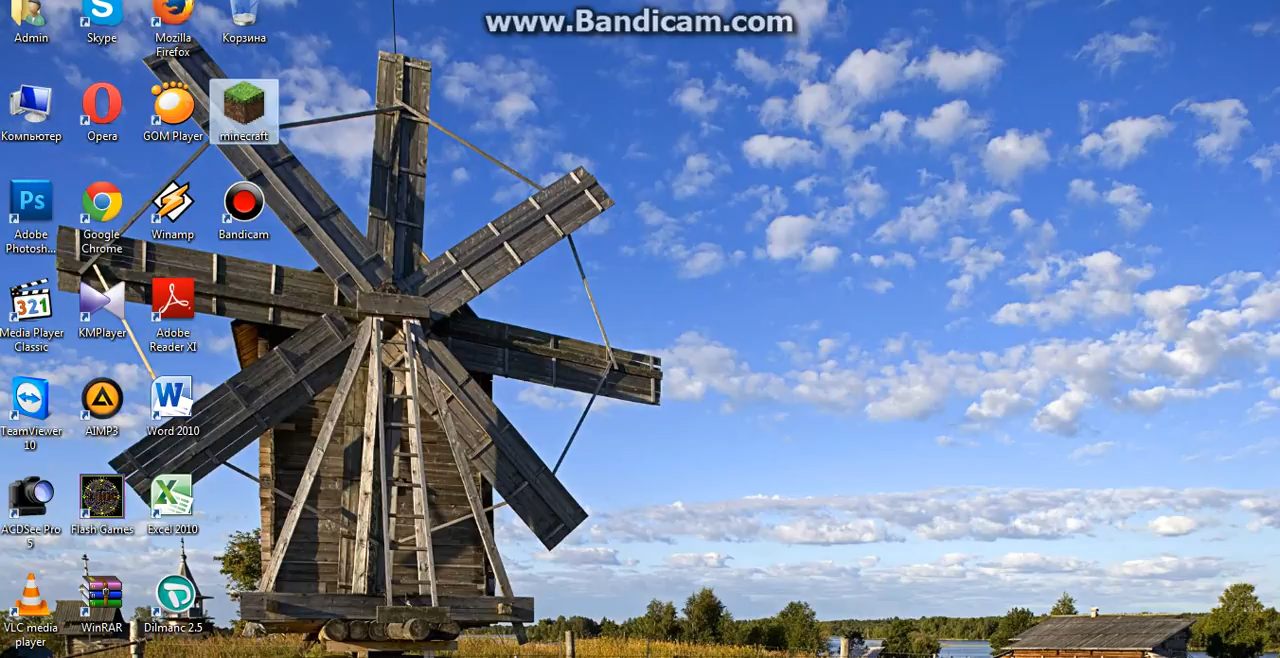 www.Bandicam.com
Admin
Skype
Mozilla
Firefox
Корзина
Компьютер
Opera
GOM Player
minecraft
Adobe
Photosh...
Google
Chrome
Winamp
Bandicam
Media Player
Classic
KMPlayer
Adobe
Reader XI
TeamViewer
10
AIMP3
Word 2010
ACDSee Pro
5
Flash Games
Excel 2010
VLC media
player
WinRAR
Dilmanc 2.5